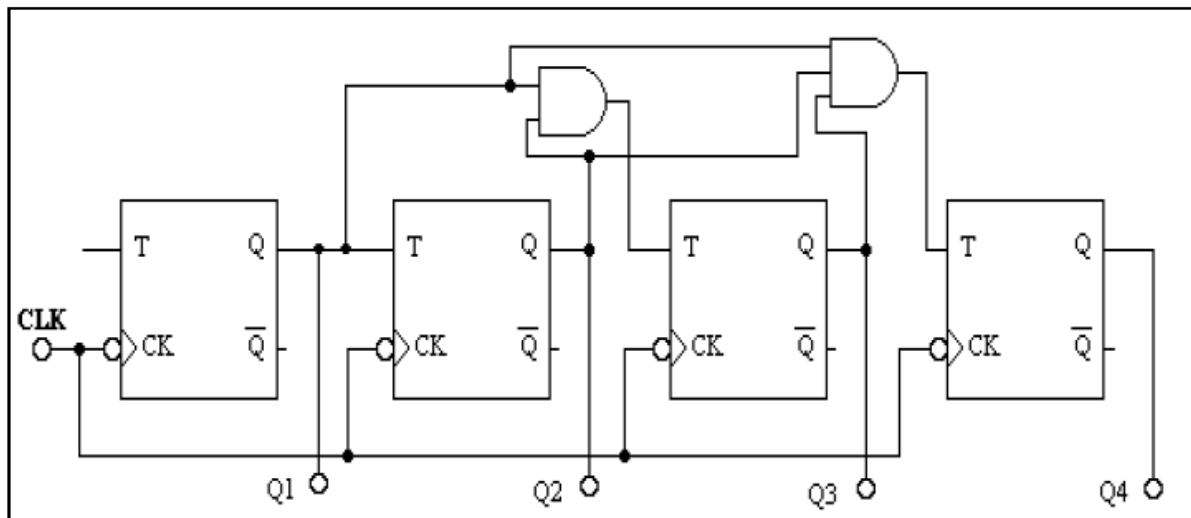 T Q T Q T Q T Q
CLK
CK Q̅ CK Q̅ CK Q̅ CK Q̅
Q1 Q2 Q3 Q4